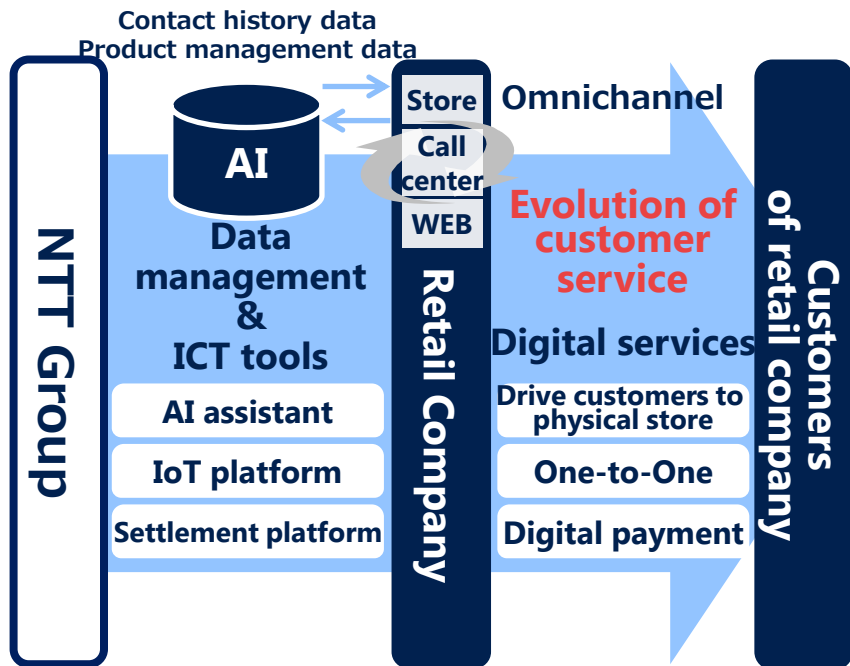 Contact history data
Product management data
NTT Group
AI
Data
management
&
ICT tools
AI assistant
IoT platform
Settlement platform
Store
Call
center
WEB
Retail Company
Omnichannel
Evolution of
customer
service
Digital services
Drive customers to
physical store
One-to-One
Digital payment
Customers
of retail company